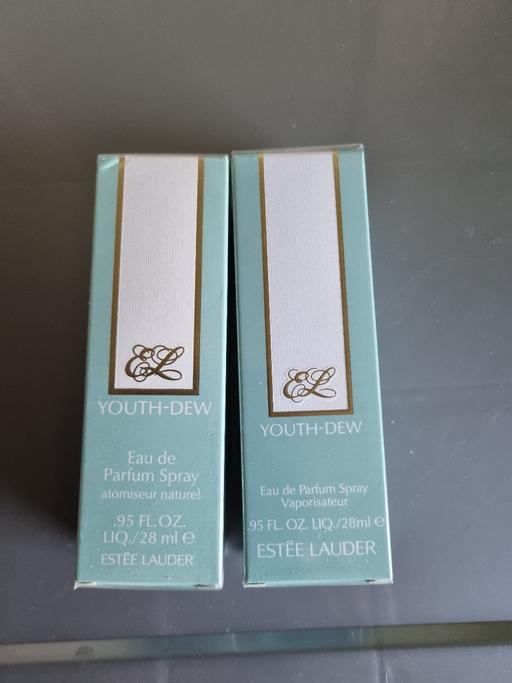 EL
YOUTH-DEW
Eau de
Parfum Spray
atomiseur naturel
.95 FL. OZ.
LIQ./28 ml ℮
ESTĒE LAUDER
EL
YOUTH-DEW
Eau de Parfum Spray
Vaporisateur
.95 FL. OZ. LIQ./28ml ℮
ESTĒE LAUDER